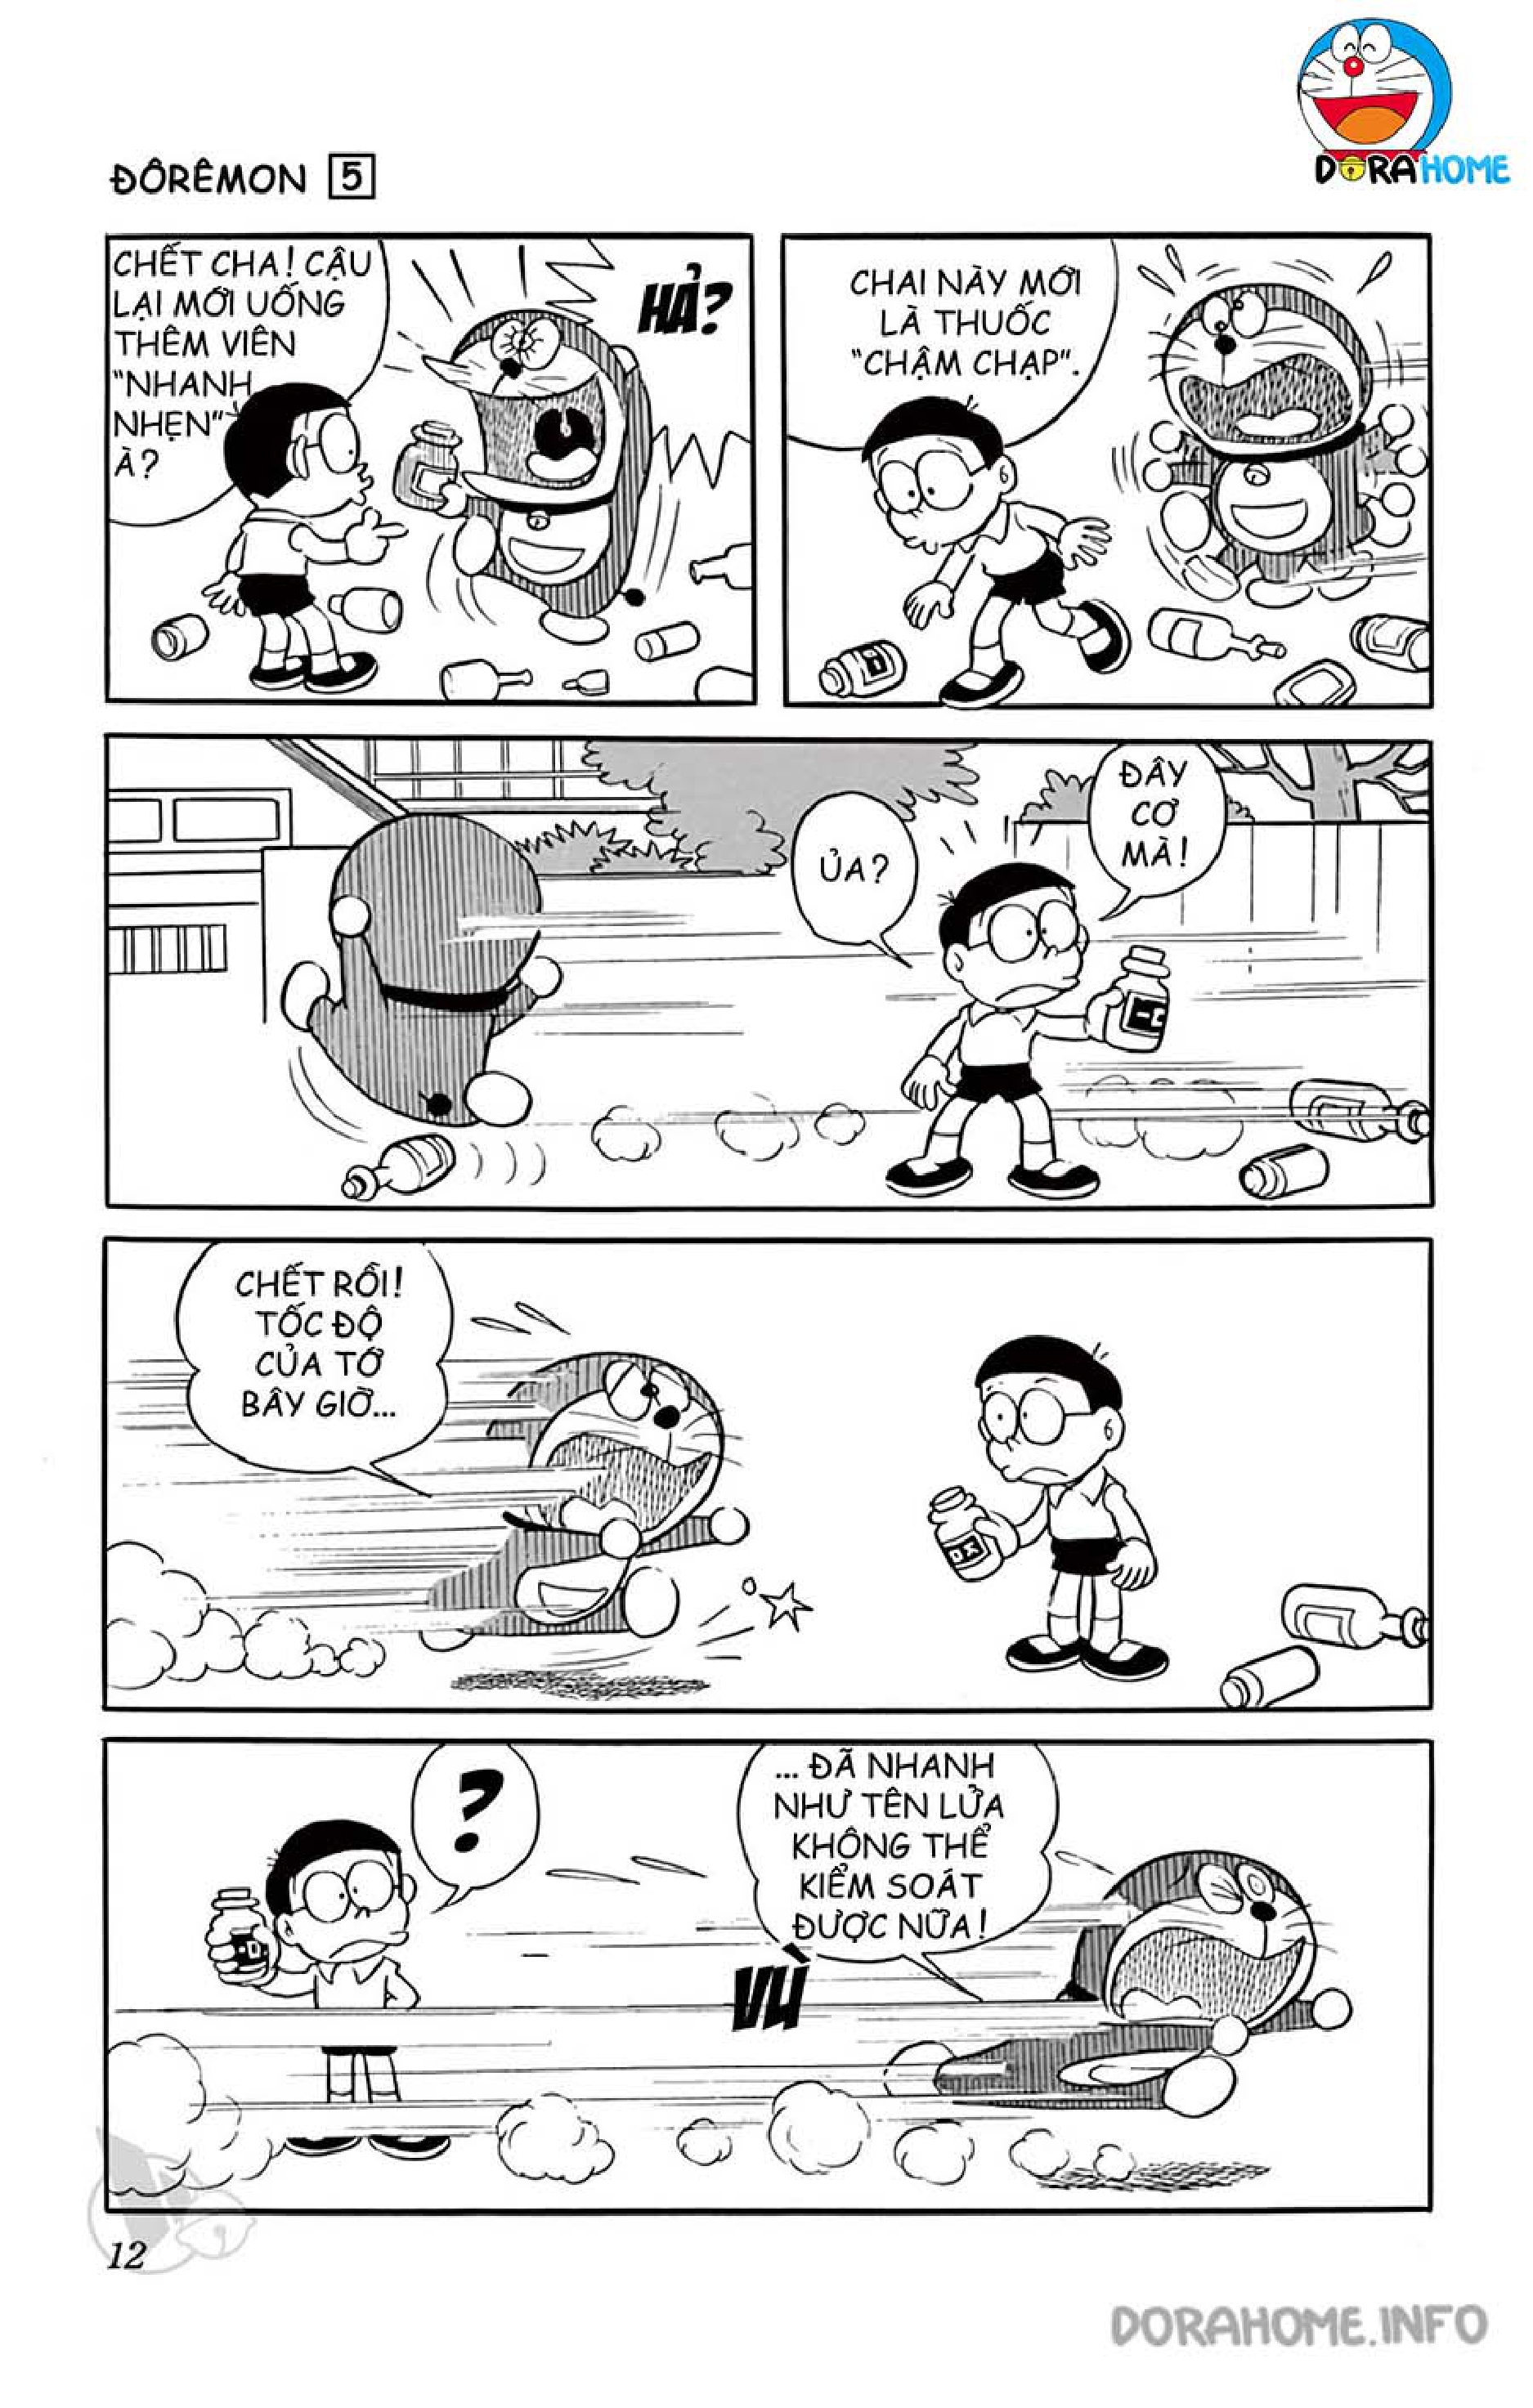 DORAHOME
ĐÔRÊMON 5
CHẾT CHA! CẬU
LẠI MỚI UỐNG
THÊM VIÊN
“NHANH
NHẸN”
À?
HẢ?
CHAI NÀY MỚI
LÀ THUỐC
“CHẬM CHẠP”.
ỦA?
ĐÂY
CƠ
MÀ!
CHẾT RỒI!
TỐC ĐỘ
CỦA TỚ
BÂY GIỜ...
?
... ĐÃ NHANH
NHƯ TÊN LỬA
KHÔNG THỂ
KIỂM SOÁT
ĐƯỢC NỮA!
VÙ
12
DORAHOME.INFO